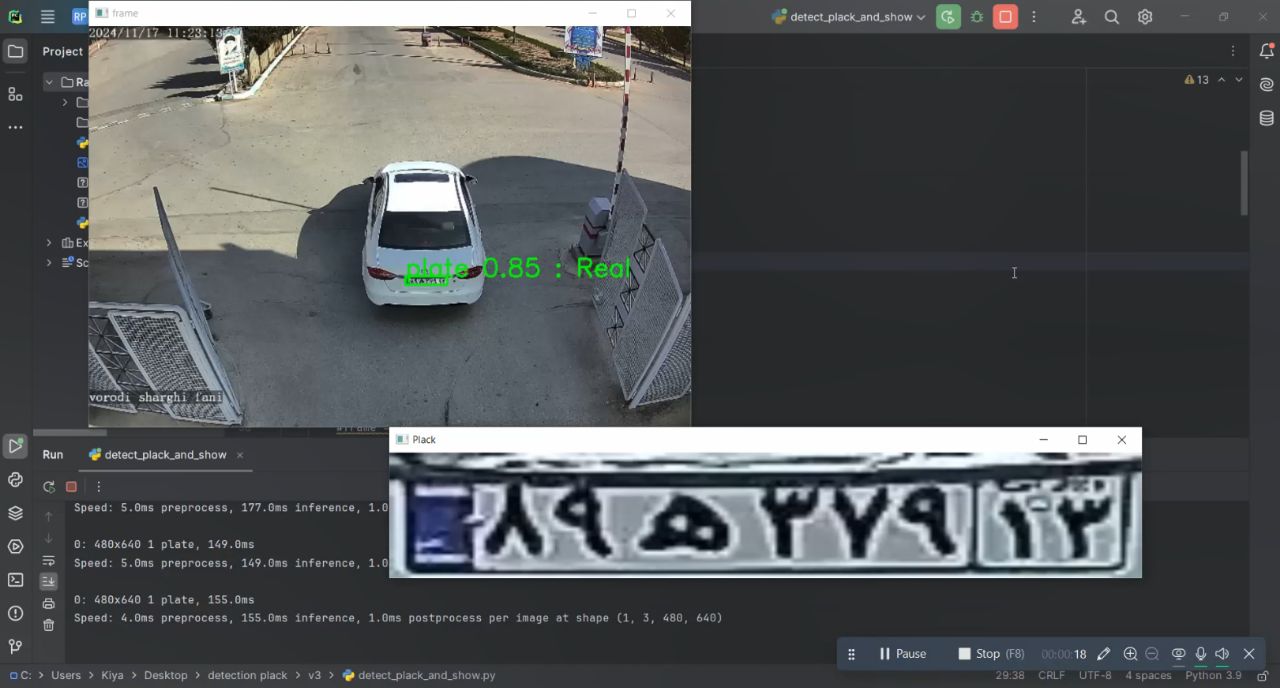 RP
frame
detect_plack_and_show
2024/11/17 11:23:13
Project
Ra
13
plate 0.85 : Real
Ex
Sc
vorodi sharghi fani
Run
detect_plack_and_show
Plack
Speed: 5.0ms preprocess, 177.0ms inference, 1.0
۸۹ ه ۳۷۹ ۱۳
0: 480x640 1 plate, 149.0ms
Speed: 5.0ms preprocess, 149.0ms inference, 1.0
0: 480x640 1 plate, 155.0ms
Speed: 4.0ms preprocess, 155.0ms inference, 1.0ms postprocess per image at shape (1, 3, 480, 640)
Pause
Stop (F8)
00:00:18
C: > Users > Kiya > Desktop > detection plack > v3 > detect_plack_and_show.py
29:38 CRLF UTF-8 4 spaces Python 3.9